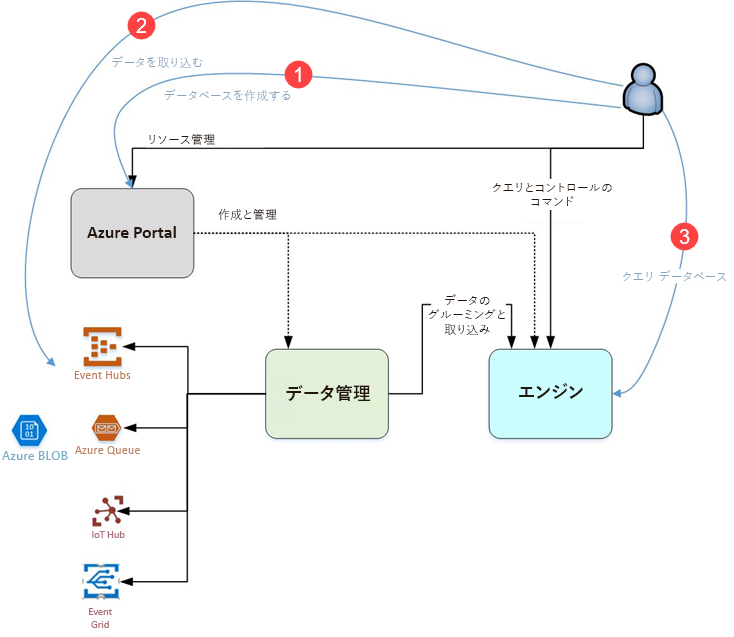 2
データを取り込む
1
データベースを作成する
リソース管理
クエリとコントロールの
コマンド
Azure Portal
作成と管理
3
クエリ データベース
データの
グルーミングと
取り込み
Event Hubs
データ管理
エンジン
10
01
Azure BLOB
Azure Queue
IoT Hub
Event
Grid